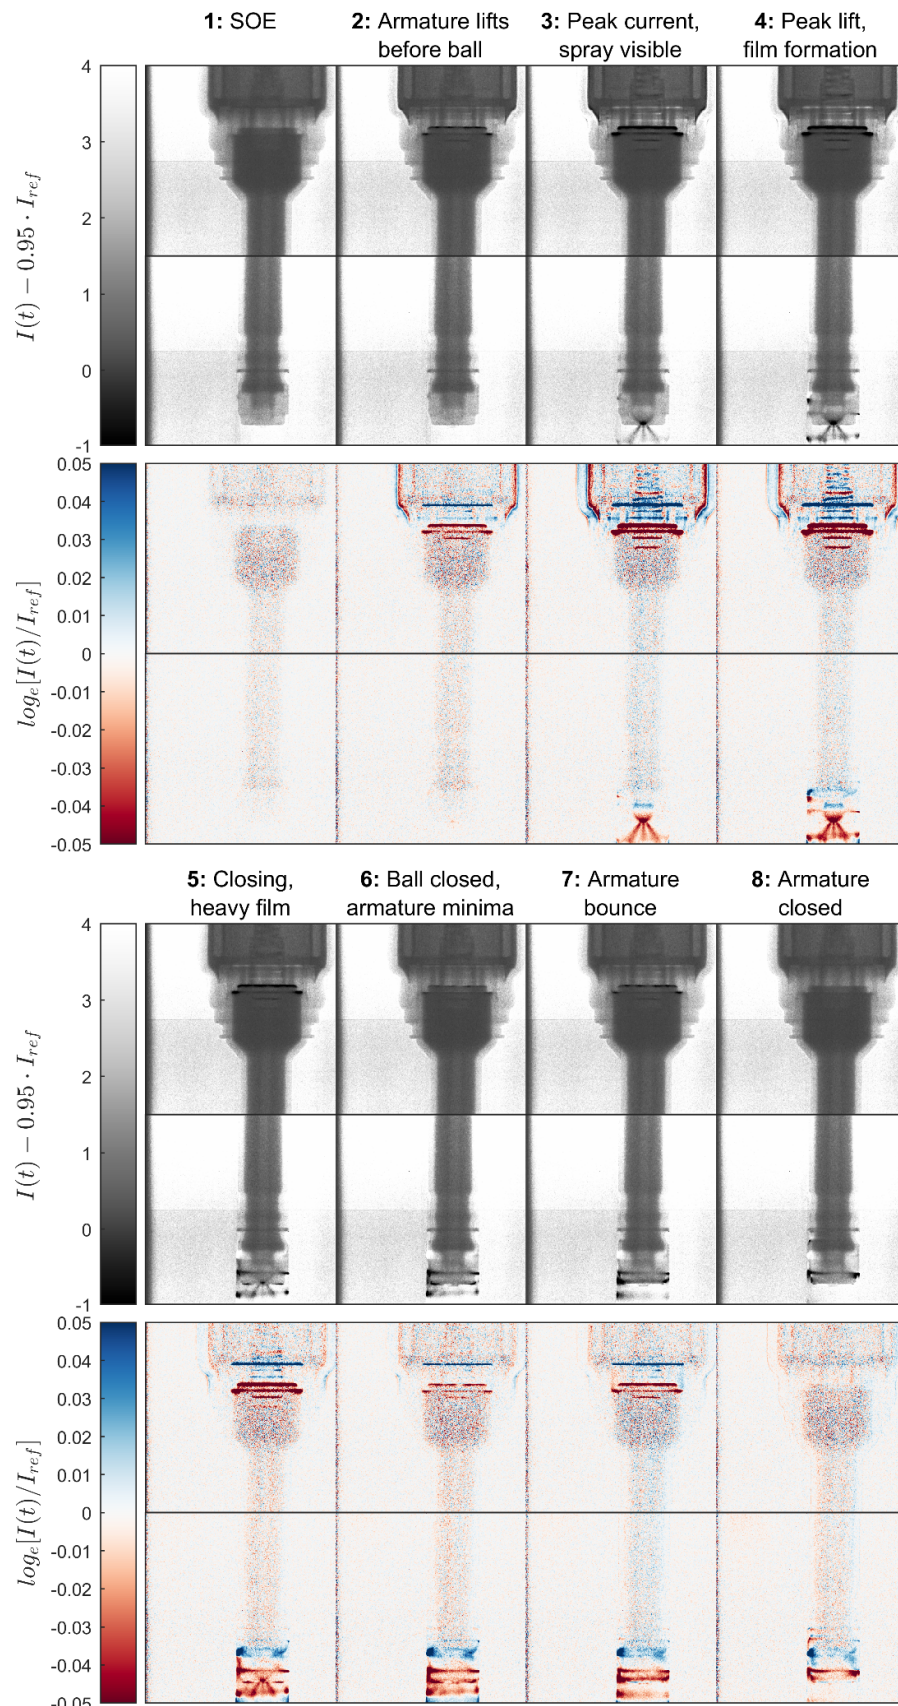 1: SOE
2: Armature lifts
before ball
3: Peak current,
spray visible
4: Peak lift,
film formation
4
3
2
1
0
-1
I(t) − 0.95 · I_ref
0.05
0.04
0.03
0.02
0.01
0
-0.01
-0.02
-0.03
-0.04
-0.05
log_e[I(t)/I_ref]
5: Closing,
heavy film
6: Ball closed,
armature minima
7: Armature
bounce
8: Armature
closed
4
3
2
1
0
-1
I(t) − 0.95 · I_ref
0.05
0.04
0.03
0.02
0.01
0
-0.01
-0.02
-0.03
-0.04
-0.05
log_e[I(t)/I_ref]